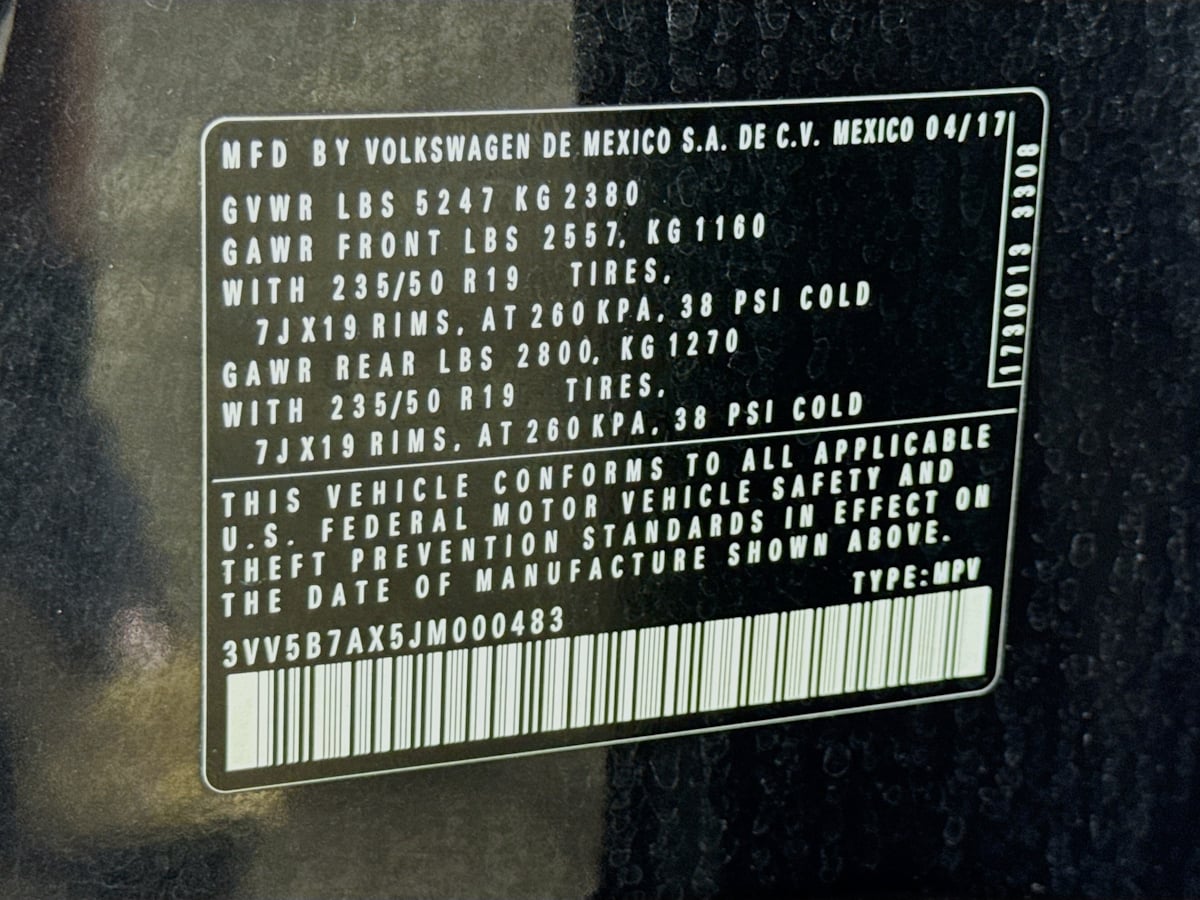 MFD BY VOLKSWAGEN DE MEXICO S.A. DE C.V. MEXICO 04/17
GVWR LBS 5247 KG 2380
GAWR FRONT LBS 2557, KG 1160
WITH 235/50 R19 TIRES,
7J X19 RIMS, AT 260 KPA, 38 PSI COLD
GAWR REAR LBS 2800, KG 1270
WITH 235/50 R19 TIRES,
7J X19 RIMS, AT 260 KPA, 38 PSI COLD
1730013 3308
THIS VEHICLE CONFORMS TO ALL APPLICABLE
U.S. FEDERAL MOTOR VEHICLE SAFETY AND
THEFT PREVENTION STANDARDS IN EFFECT ON
THE DATE OF MANUFACTURE SHOWN ABOVE.
TYPE:MPV
3VV5B7AX5JM000483